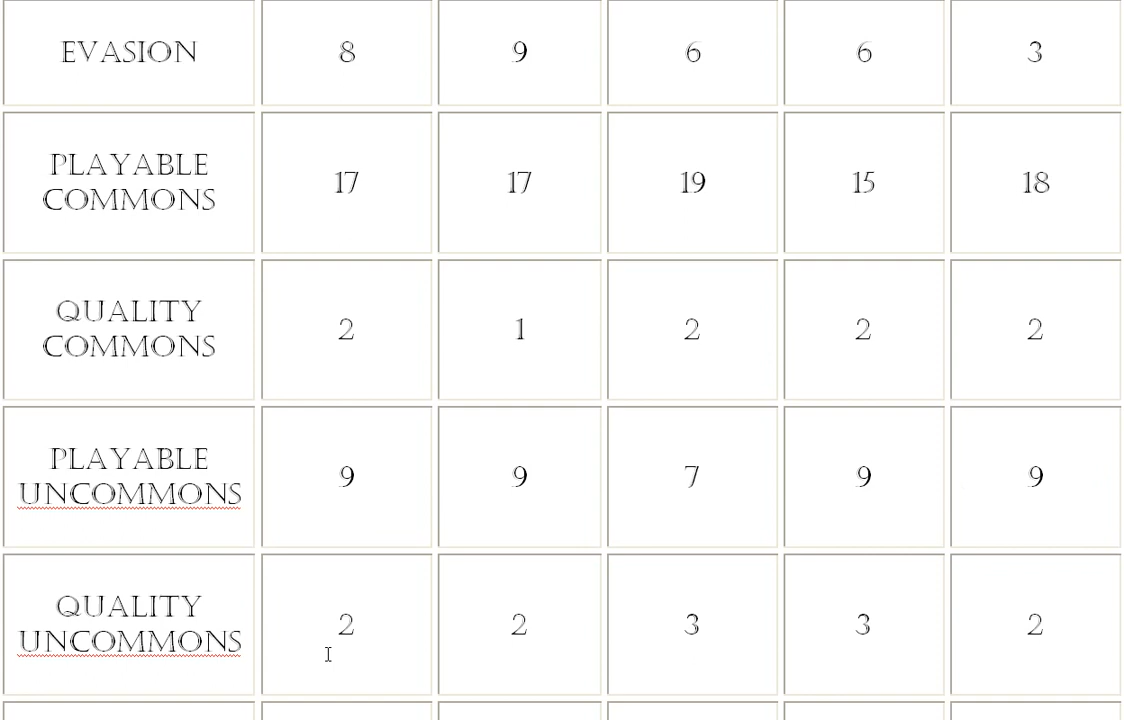 EVASION 8 9 6 6 3
PLAYABLE
COMMONS 17 17 19 15 18
QUALITY
COMMONS 2 1 2 2 2
PLAYABLE
UNCOMMONS 9 9 7 9 9
QUALITY
UNCOMMONS 2 2 3 3 2